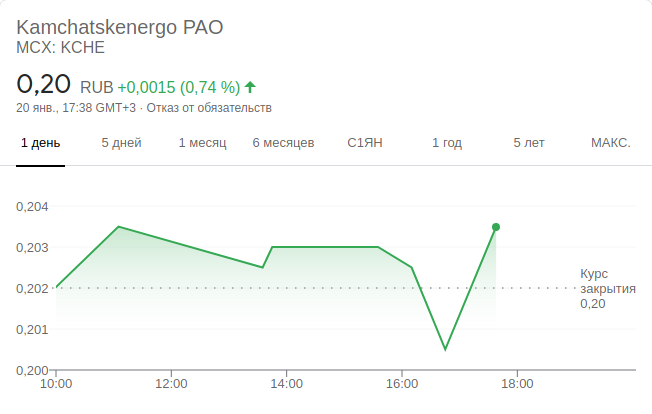 Kamchatskenergo PAO
MCX: KCHE
0,20 RUB +0,0015 (0,74 %)
20 янв., 17:38 GMT+3 · Отказ от обязательств
1 день 5 дней 1 месяц 6 месяцев С1ЯН 1 год 5 лет МАКС.
0,204
0,203
0,202
0,201
0,200
Курс
закрытия
0,20
10:00 12:00 14:00 16:00 18:00